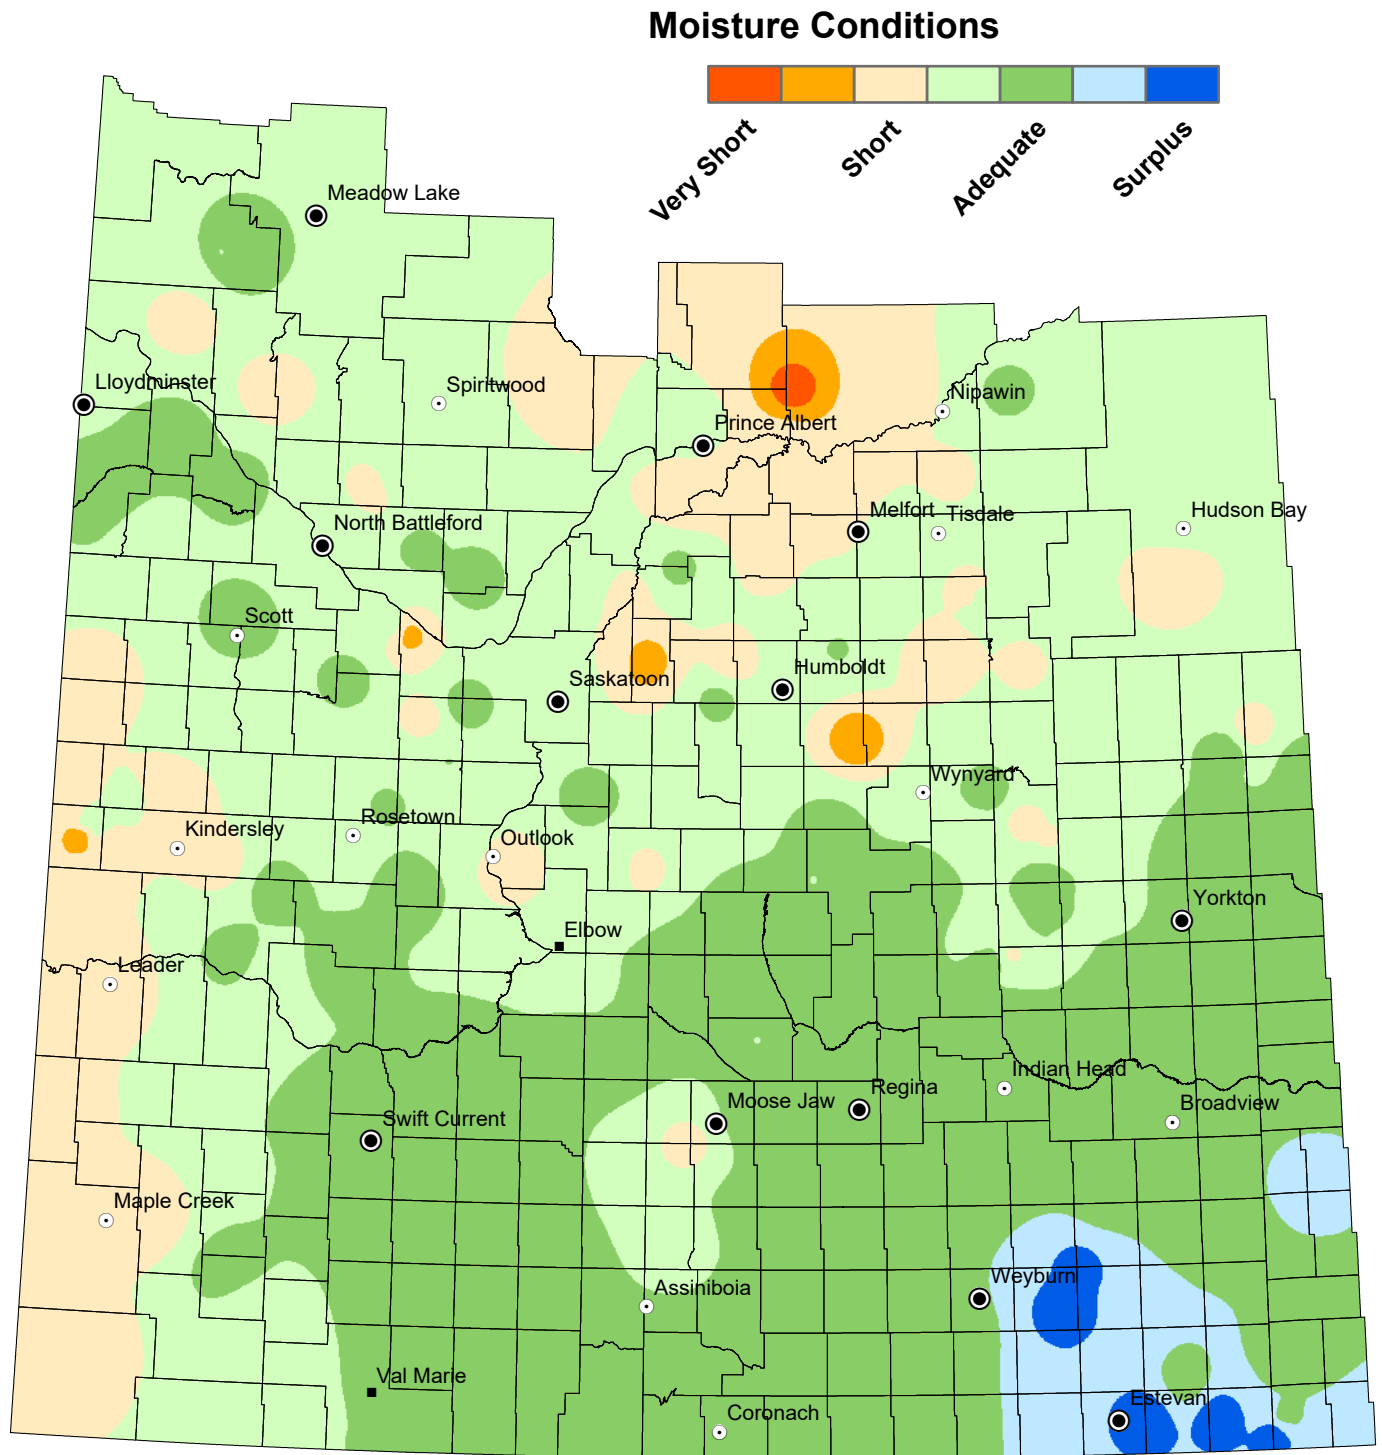 Moisture Conditions
Very Short
Short
Adequate
Surplus
Meadow Lake
Lloydminster
Spiritwood
Nipawin
Prince Albert
North Battleford
Melfort
Tisdale
Hudson Bay
Scott
Saskatoon
Humboldt
Wynyard
Kindersley
Rosetown
Outlook
Yorkton
Elbow
Leader
Indian Head
Regina
Moose Jaw
Broadview
Swift Current
Maple Creek
Weyburn
Assiniboia
Val Marie
Estevan
Coronach